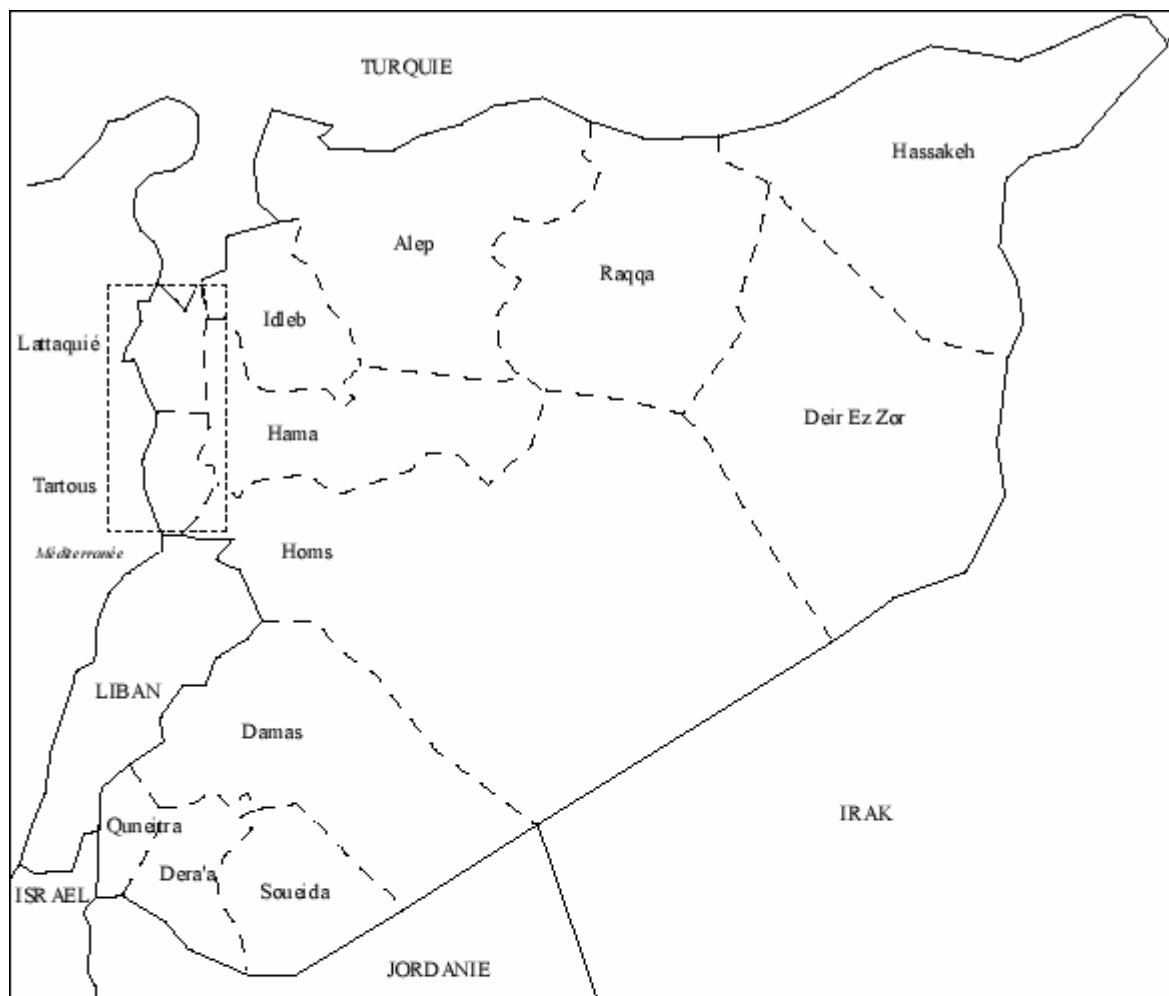 TURQUIE
Hassakeh
Alep
Raqqa
Idleb
Lattaquié
Deir Ez Zor
Hama
Tartous
Méditerranée
Homs
LIBAN
Damas
IRAK
Quneitra
Dera'a
Soueida
ISRAEL
JORDANIE